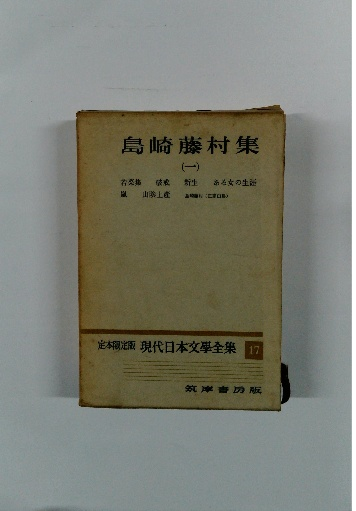 島崎藤村集
(一)
若菜集　破戒　新生　ある女の生涯
嵐　山陰土産
定本限定版 現代日本文學全集 17
筑摩書房版